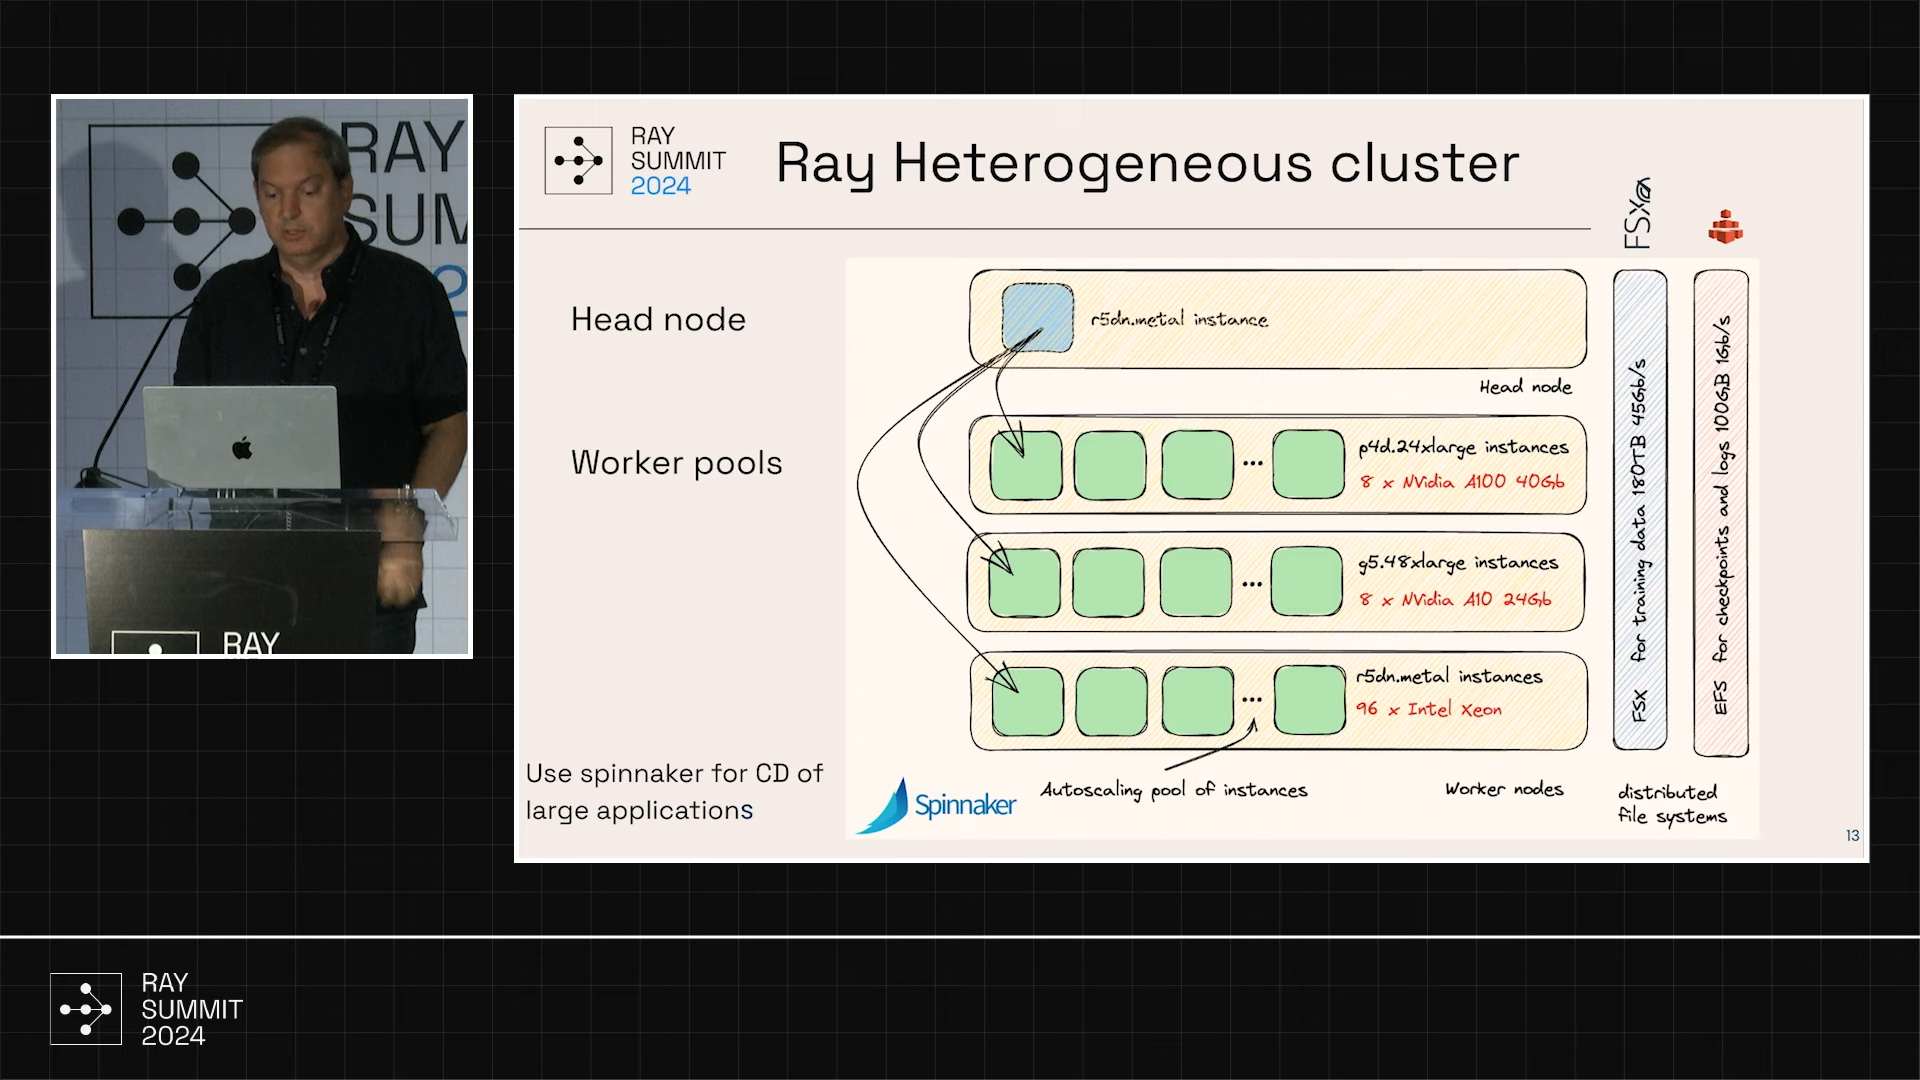 RAY
SUM
2
RAY
RAY
SUMMIT
2024
Ray Heterogeneous cluster
FSx
Head node
r5dn.metal instance
Head node
Worker pools
p4d.24xlarge instances
8 x NVidia A100 40Gb
g5.48xlarge instances
8 x NVidia A10 24Gb
r5dn.metal instances
96 x Intel Xeon
FSX for training data 180TB 45Gb/s
EFS for checkpoints and logs 100GB 1Gb/s
Use spinnaker for CD of
large applications
Spinnaker
Autoscaling pool of instances
Worker nodes
distributed
file systems
13
RAY
SUMMIT
2024